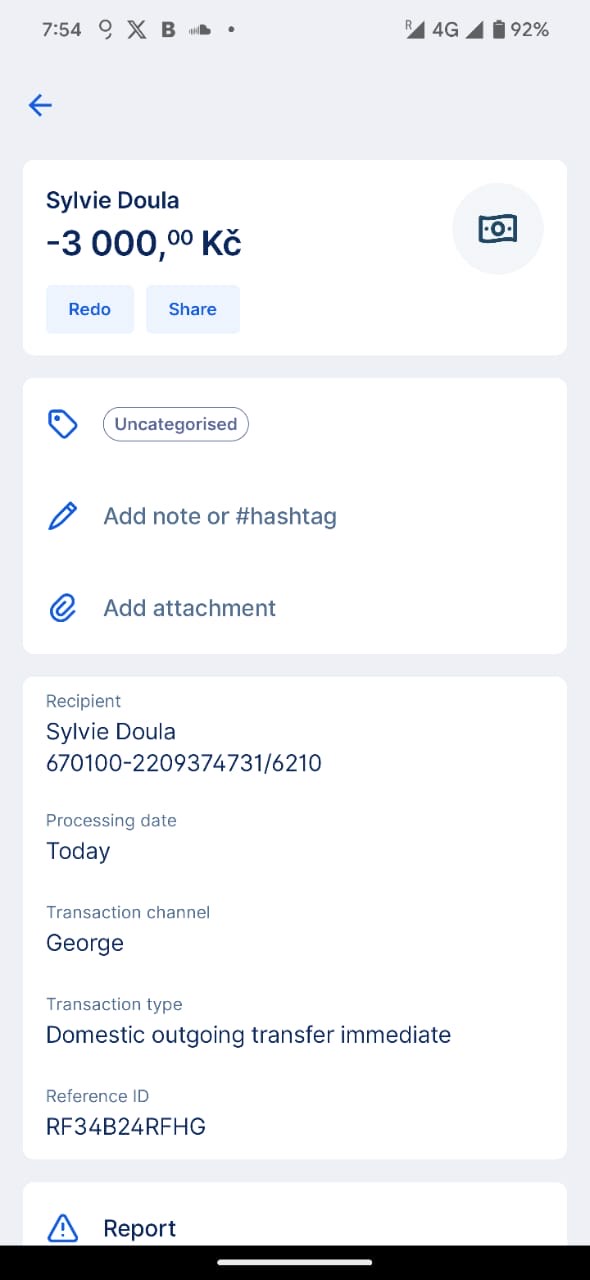 7:54 X B R 4G 92%
Sylvie Doula
-3 000,00 Kč
Redo Share
Uncategorised
Add note or #hashtag
Add attachment
Recipient
Sylvie Doula
670100-2209374731/6210
Processing date
Today
Transaction channel
George
Transaction type
Domestic outgoing transfer immediate
Reference ID
RF34B24RFHG
Report